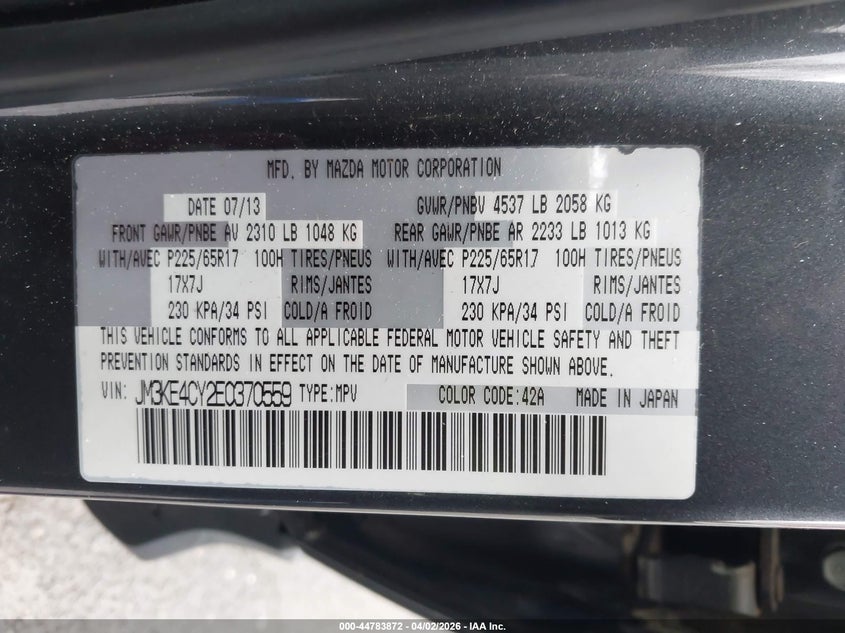 MFD. BY MAZDA MOTOR CORPORATION
DATE 07/13 GVWR/PNBV 4537 LB 2058 KG
FRONT GAWR/PNBE AV 2310 LB 1048 KG REAR GAWR/PNBE AR 2233 LB 1013 KG
WITH/AVEC P225/65R17 100H TIRES/PNEUS WITH/AVEC P225/65R17 100H TIRES/PNEUS
17X7J RIMS/JANTES 17X7J RIMS/JANTES
230 KPA/34 PSI COLD/A FROID 230 KPA/34 PSI COLD/A FROID
THIS VEHICLE CONFORMS TO ALL APPLICABLE FEDERAL MOTOR VEHICLE SAFETY AND THEFT
PREVENTION STANDARDS IN EFFECT ON THE DATE OF MANUFACTURE SHOWN ABOVE.
VIN: JM3KE4CY2E0370559 TYPE:MPV COLOR CODE:42A MADE IN JAPAN
000-44783872 - 04/02/2026 - IAA Inc.